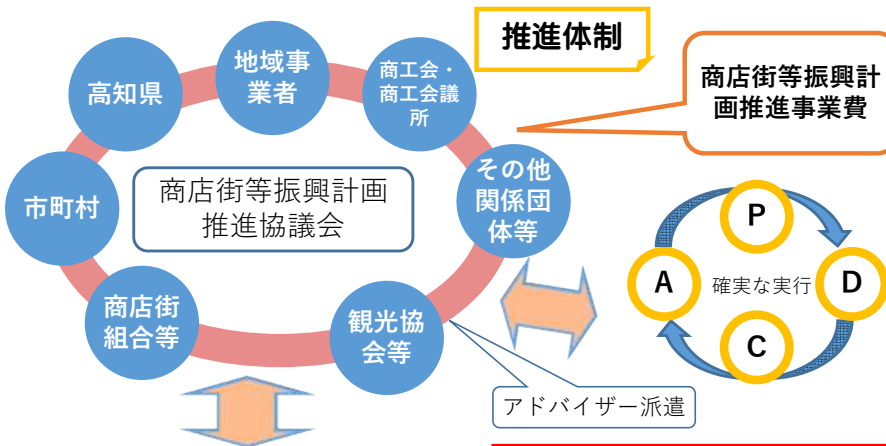 推進体制
地域事
業者
商工会・
商工会議
所
高知県
商店街等振興計
画推進事業費
市町村
商店街等振興計画
推進協議会
その他
関係団
体等
P
A
確実な実行
D
C
商店街
組合等
観光協
会等
アドバイザー派遣